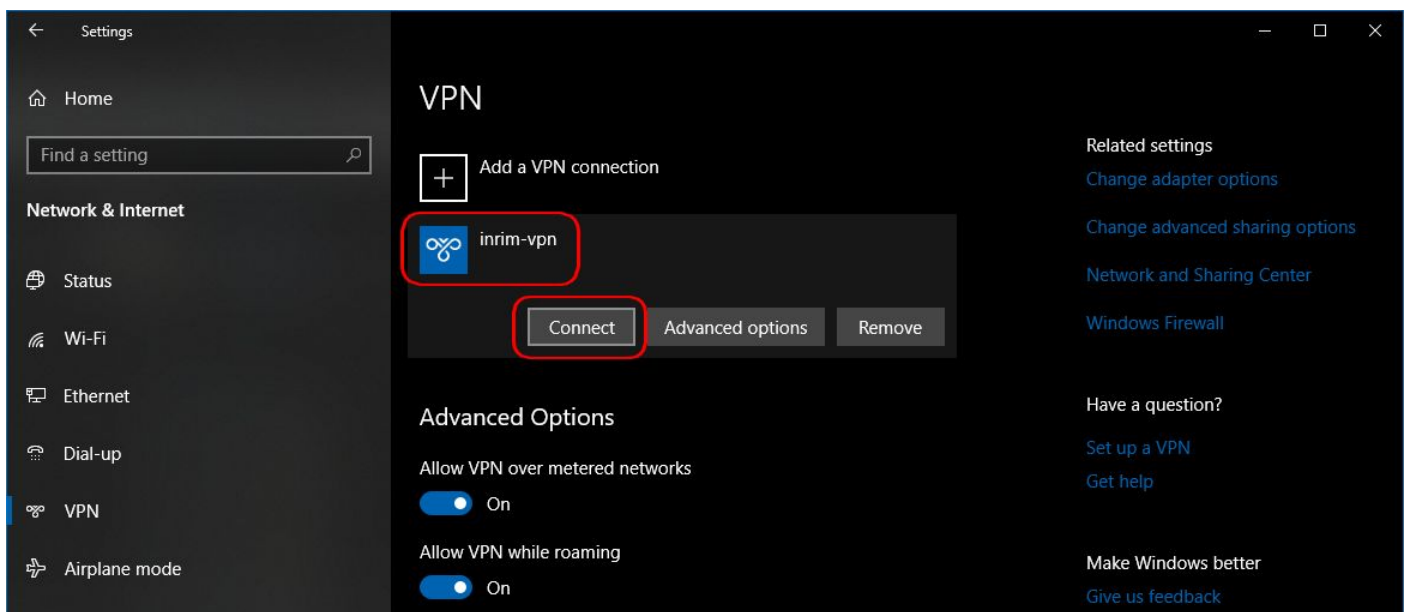 Settings
Home
Find a setting
Network & Internet
Status
Wi-Fi
Ethernet
Dial-up
VPN
Airplane mode
VPN
Add a VPN connection
inrim-vpn
Connect
Advanced options
Remove
Advanced Options
Allow VPN over metered networks
On
Allow VPN while roaming
On
Related settings
Change adapter options
Change advanced sharing options
Network and Sharing Center
Windows Firewall
Have a question?
Set up a VPN
Get help
Make Windows better
Give us feedback